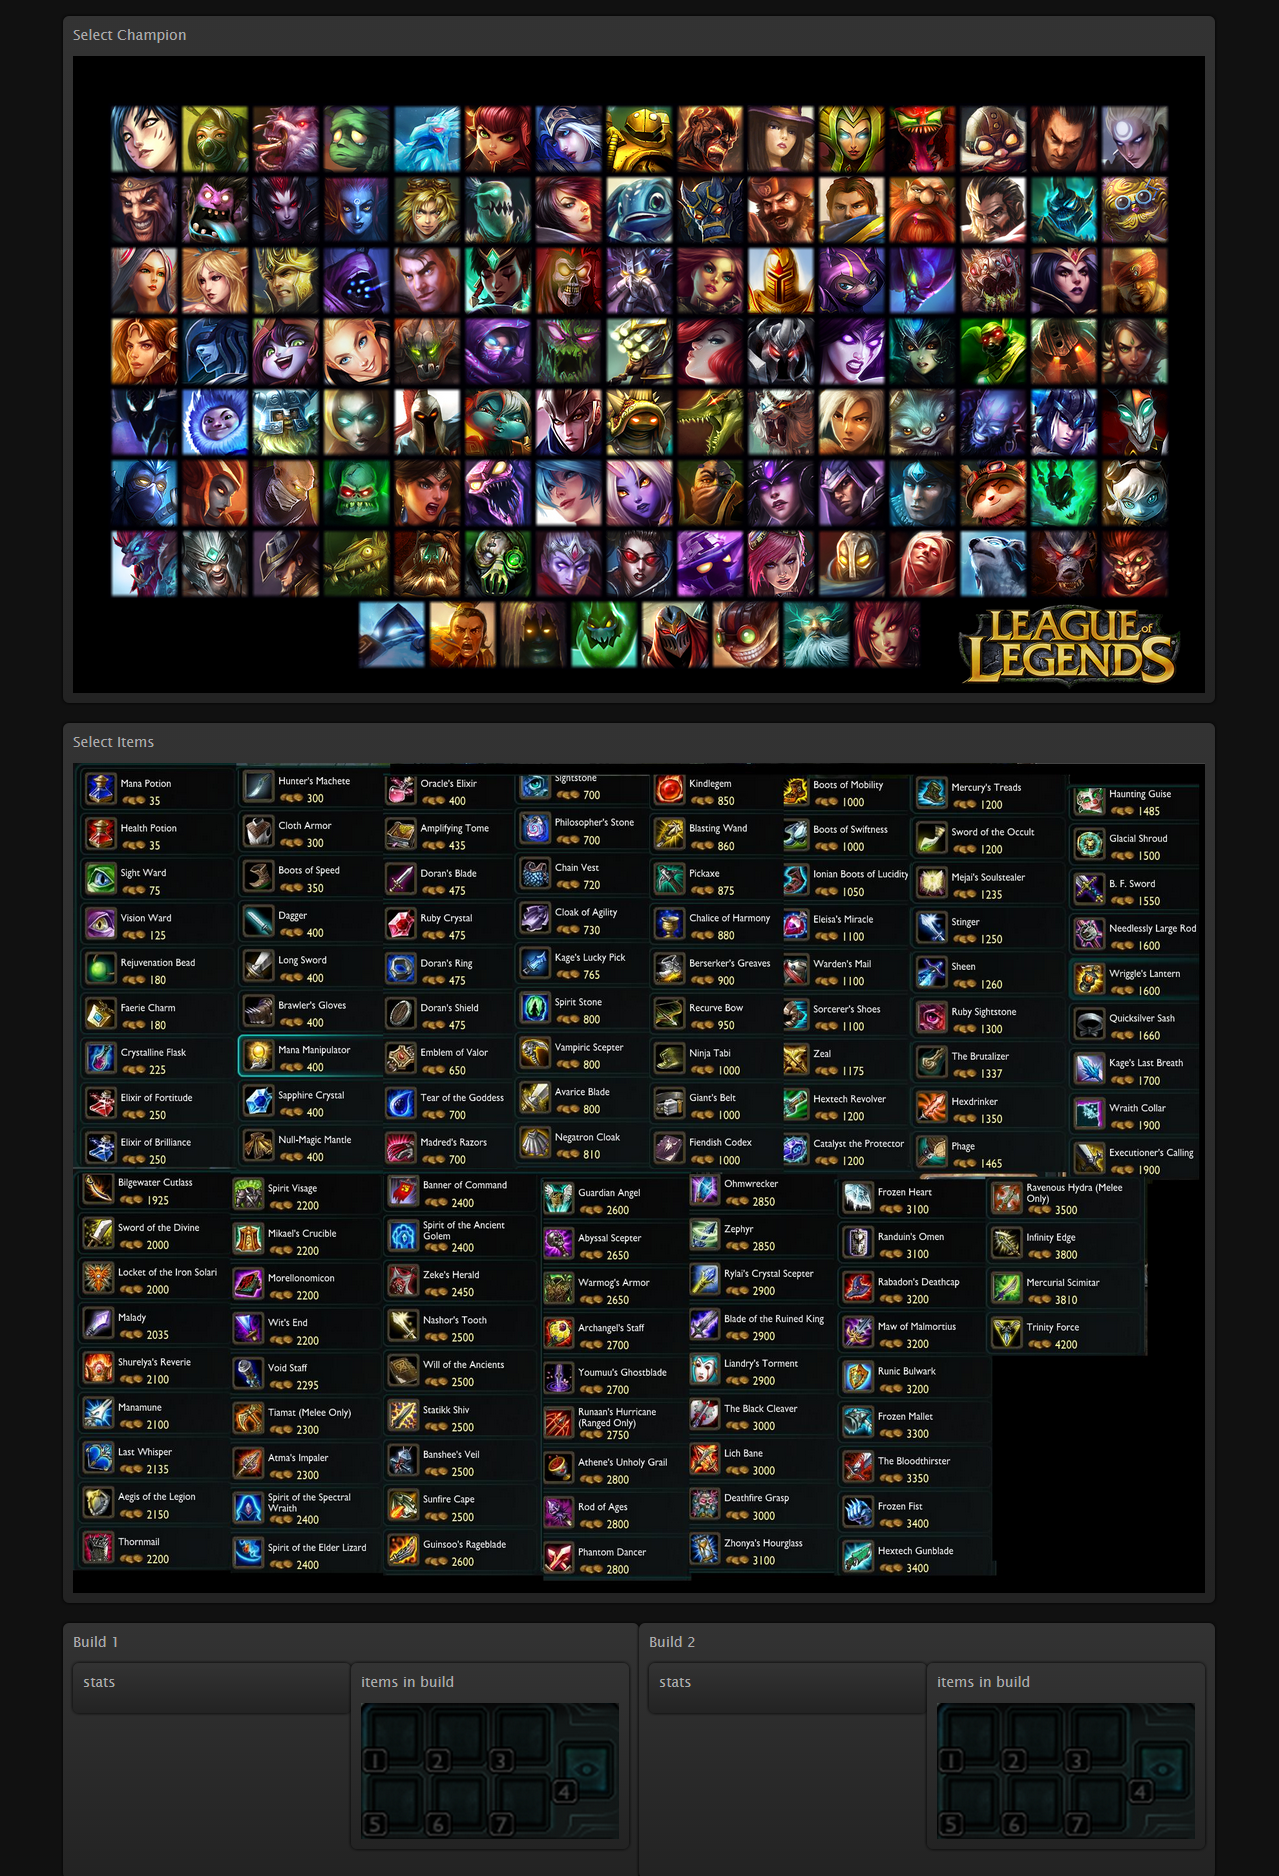 Select Champion
LEAGUE of
LEGENDS
Select Items
Mana Potion
35
Health Potion
35
Sight Ward
75
Vision Ward
125
Rejuvenation Bead
180
Faerie Charm
180
Crystalline Flask
225
Elixir of Fortitude
250
Elixir of Brilliance
250
Hunter's Machete
300
Cloth Armor
300
Boots of Speed
350
Dagger
400
Long Sword
400
Brawler's Gloves
400
Mana Manipulator
400
Sapphire Crystal
400
Null-Magic Mantle
400
Oracle's Elixir
400
Amplifying Tome
435
Doran's Blade
475
Ruby Crystal
475
Doran's Ring
475
Doran's Shield
475
Emblem of Valor
650
Tear of the Goddess
700
Madred's Razors
700
Sightstone
700
Philosopher's Stone
700
Chain Vest
720
Cloak of Agility
730
Kage's Lucky Pick
765
Spirit Stone
800
Vampiric Scepter
800
Avarice Blade
800
Negatron Cloak
810
Kindlegem
850
Blasting Wand
860
Pickaxe
875
Chalice of Harmony
880
Berserker's Greaves
900
Recurve Bow
950
Ninja Tabi
1000
Giant's Belt
1000
Fiendish Codex
1000
Boots of Mobility
1000
Boots of Swiftness
1000
Ionian Boots of Lucidity
1050
Eleisa's Miracle
1100
Warden's Mail
1100
Sorcerer's Shoes
1100
Zeal
1175
Hextech Revolver
1200
Catalyst the Protector
1200
Mercury's Treads
1200
Sword of the Occult
1200
Mejai's Soulstealer
1235
Stinger
1250
Sheen
1260
Ruby Sightstone
1300
The Brutalizer
1337
Hexdrinker
1350
Phage
1465
Haunting Guise
1485
Glacial Shroud
1500
B. F. Sword
1550
Needlessly Large Rod
1600
Wriggle's Lantern
1600
Quicksilver Sash
1660
Kage's Last Breath
1700
Wraith Collar
1900
Executioner's Calling
1900
Bilgewater Cutlass
1925
Sword of the Divine
2000
Locket of the Iron Solari
2000
Malady
2035
Shurelya's Reverie
2100
Manamune
2100
Last Whisper
2135
Aegis of the Legion
2150
Thornmail
2200
Spirit Visage
2200
Mikael's Crucible
2200
Morellonomicon
2200
Wit's End
2200
Void Staff
2295
Tiamat (Melee Only)
2300
Atma's Impaler
2300
Spirit of the Spectral
Wraith
2400
Spirit of the Elder Lizard
2400
Banner of Command
2400
Spirit of the Ancient
Golem
2400
Zeke's Herald
2450
Nashor's Tooth
2500
Will of the Ancients
2500
Statikk Shiv
2500
Banshee's Veil
2500
Sunfire Cape
2500
Guinsoo's Rageblade
2600
Guardian Angel
2600
Abyssal Scepter
2650
Warmog's Armor
2650
Archangel's Staff
2700
Youmuu's Ghostblade
2700
Runaan's Hurricane
(Ranged Only)
2750
Athene's Unholy Grail
2800
Rod of Ages
2800
Phantom Dancer
2800
Ohmwrecker
2850
Zephyr
2850
Rylai's Crystal Scepter
2900
Blade of the Ruined King
2900
Liandry's Torment
2900
The Black Cleaver
3000
Lich Bane
3000
Deathfire Grasp
3000
Zhonya's Hourglass
3100
Frozen Heart
3100
Randuin's Omen
3100
Rabadon's Deathcap
3200
Maw of Malmortius
3200
Runic Bulwark
3200
Frozen Mallet
3300
The Bloodthirster
3350
Frozen Fist
3400
Hextech Gunblade
3400
Ravenous Hydra (Melee
Only)
3500
Infinity Edge
3800
Mercurial Scimitar
3810
Trinity Force
4200
Build 1
stats
items in build
1 2 3
4
5 6 7
Build 2
stats
items in build
1 2 3
4
5 6 7